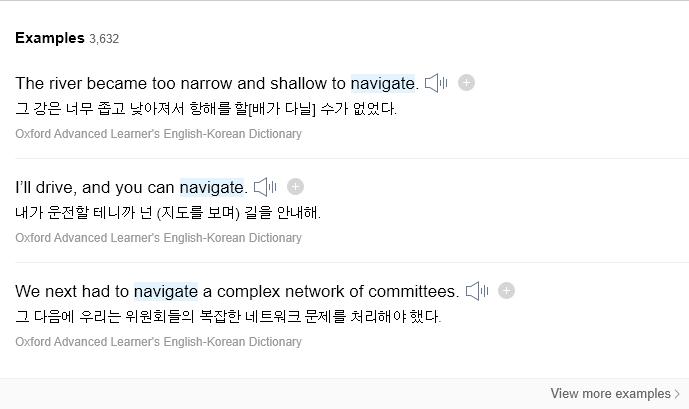 Examples 3,632
The river became too narrow and shallow to navigate.
그 강은 너무 좁고 낮아져서 항해를 할[배가 다닐] 수가 없었다.
Oxford Advanced Learner's English-Korean Dictionary
I’ll drive, and you can navigate.
내가 운전할 테니까 넌 (지도를 보며) 길을 안내해.
Oxford Advanced Learner's English-Korean Dictionary
We next had to navigate a complex network of committees.
그 다음에 우리는 위원회들의 복잡한 네트워크 문제를 처리해야 했다.
Oxford Advanced Learner's English-Korean Dictionary
View more examples